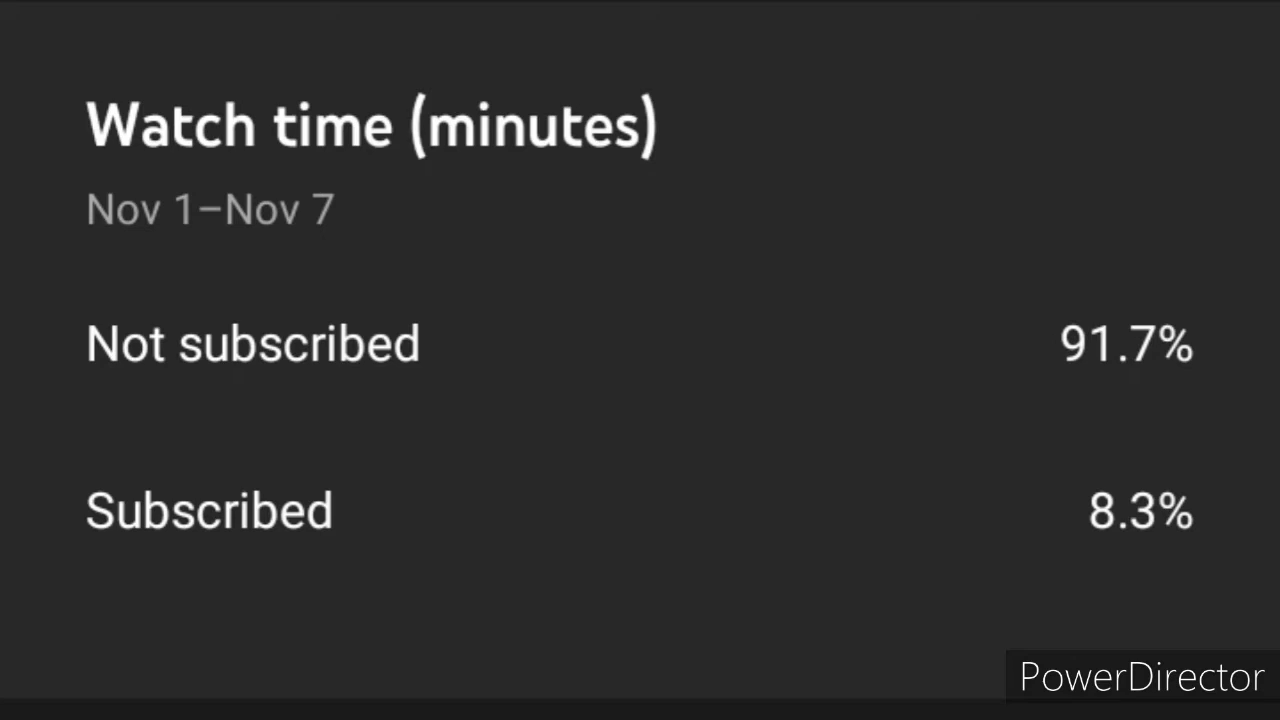 Watch time (minutes)
Nov 1–Nov 7
Not subscribed 91.7%
Subscribed 8.3%
PowerDirector